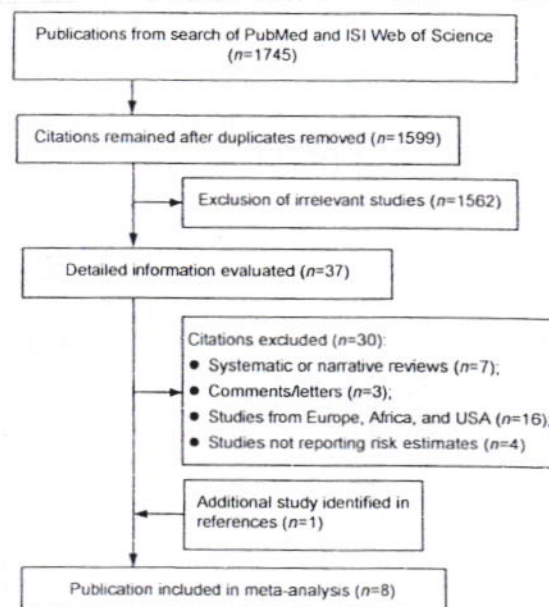 Publications from search of PubMed and ISI Web of Science
(n=1745)
Citations remained after duplicates removed (n=1599)
Exclusion of irrelevant studies (n=1562)
Detailed information evaluated (n=37)
Citations excluded (n=30):
● Systematic or narrative reviews (n=7);
● Comments/letters (n=3);
● Studies from Europe, Africa, and USA (n=16);
● Studies not reporting risk estimates (n=4)
Additional study identified in
references (n=1)
Publication included in meta-analysis (n=8)